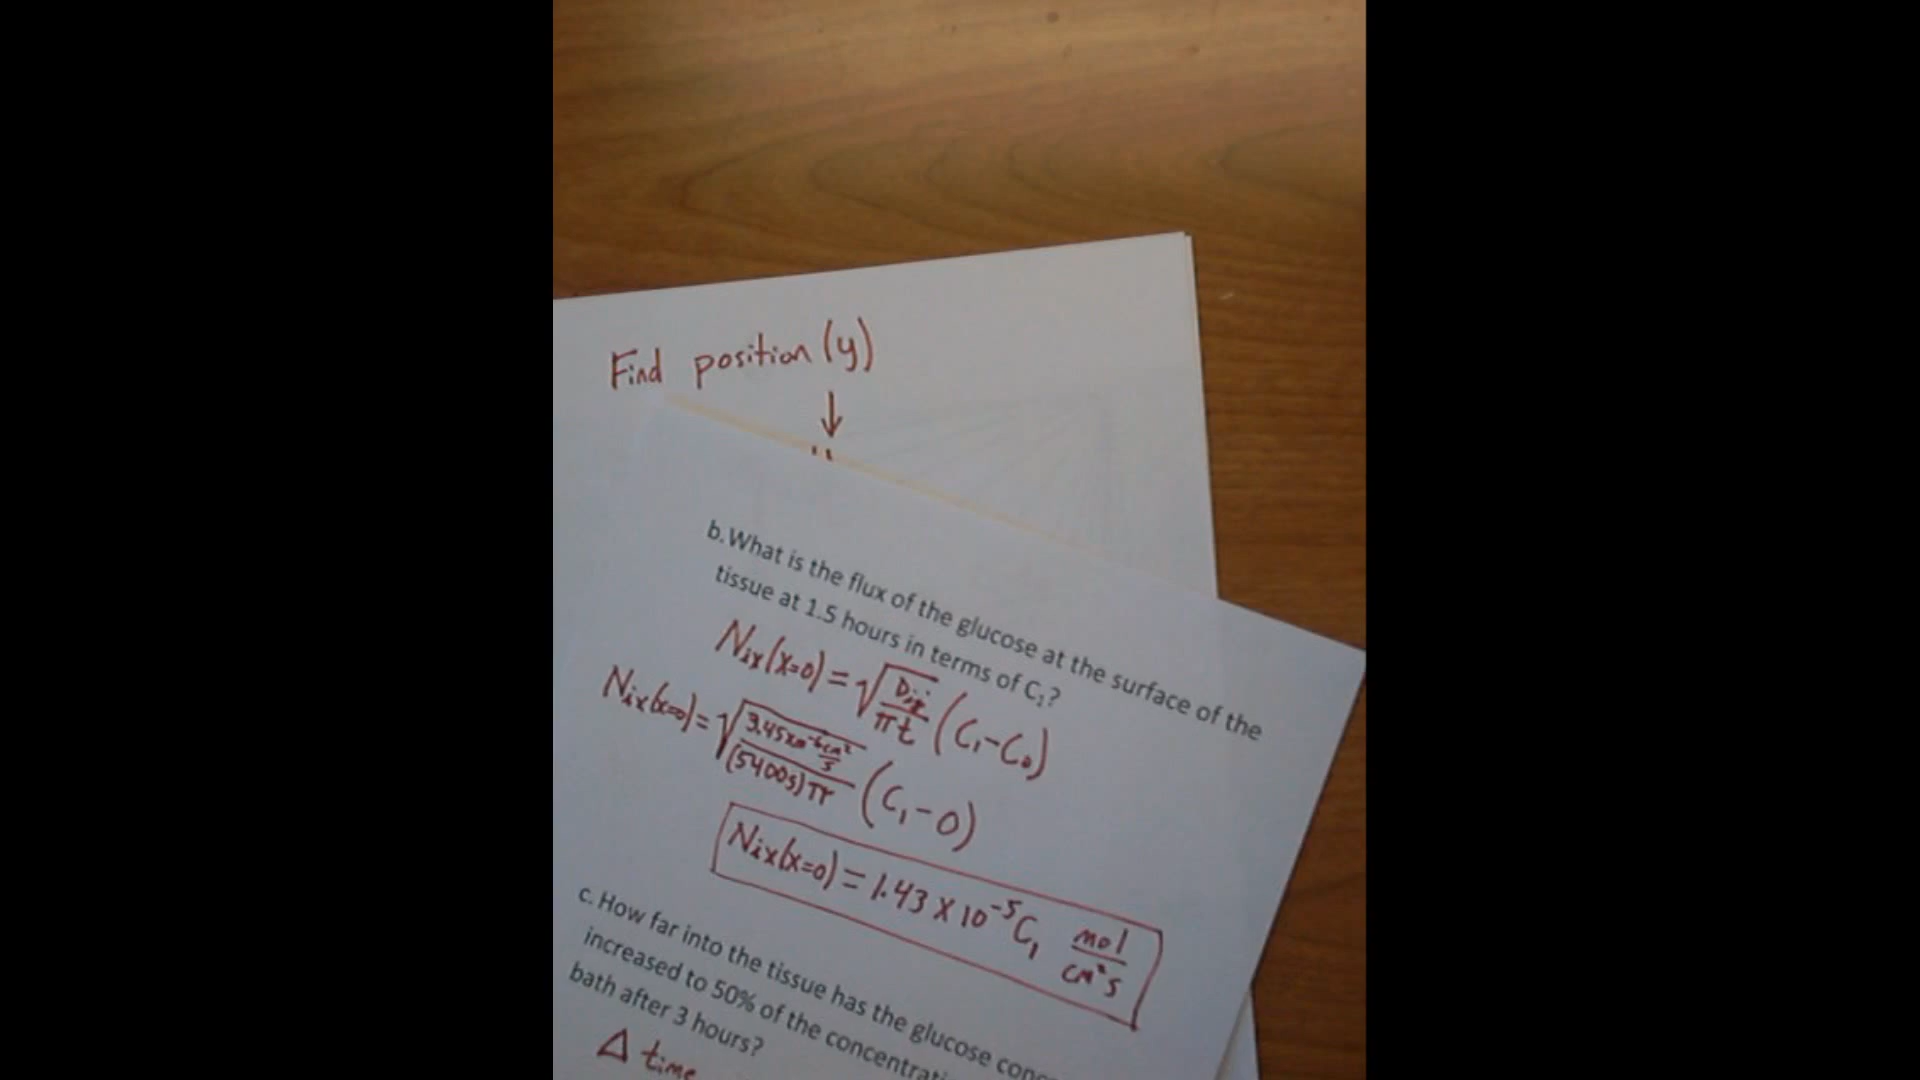 Find position (y)
↓
b. What is the flux of the glucose at the surface of the
tissue at 1.5 hours in terms of C₁?
Nix(x=0) = √(Dij/πt) (C₁-C₀)
Nix(x=0) = √(3.45x10⁻⁶ cm²/s / (5400s)π) (C₁-0)
Nix(x=0) = 1.43 x 10⁻⁵ C₁ mol/cm²s
c. How far into the tissue has the glucose
increased to 50% of the
bath after 3 hours?
Δ time